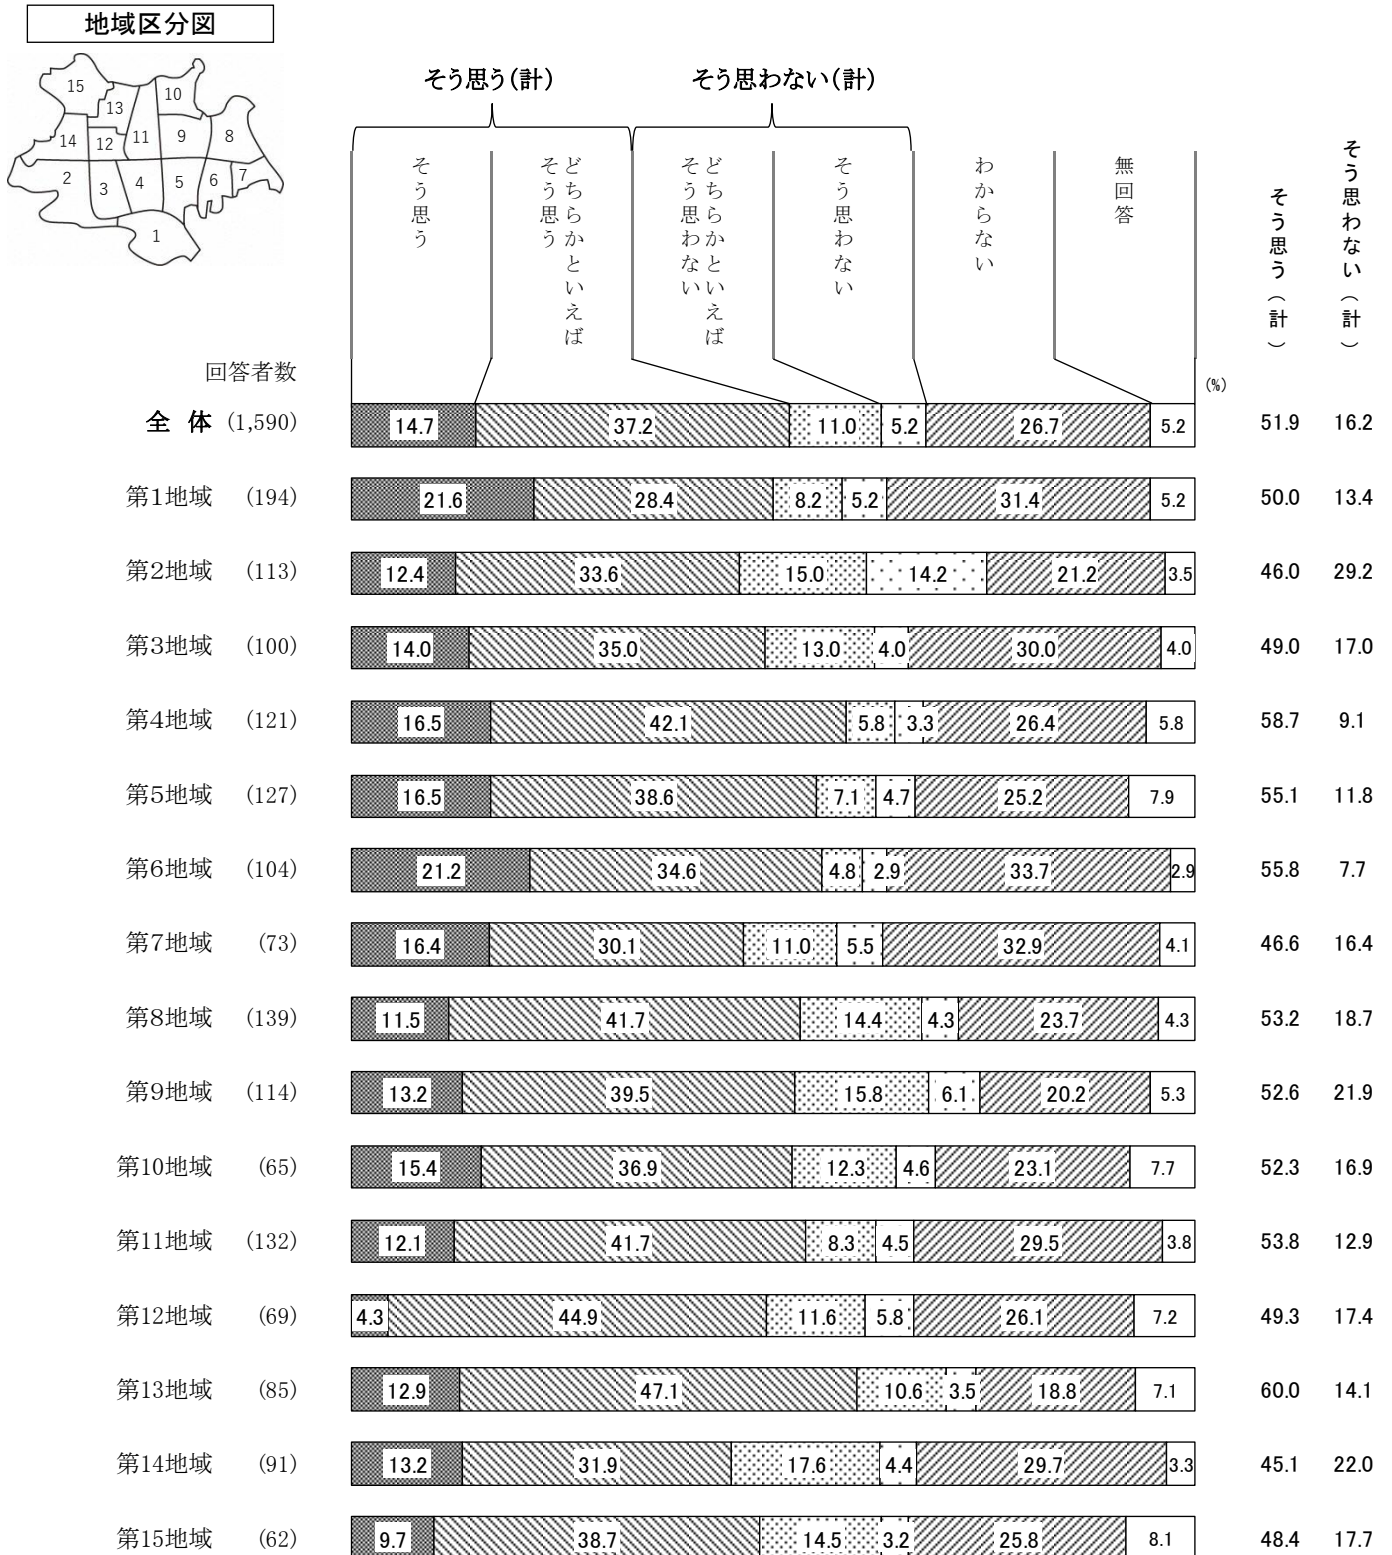 地域区分図
15
10
13
14
12
11
9
8
2
3
4
5
6
7
1
そう思う(計)
そう思わない(計)
そう思う
どちらかといえば
そう思う
どちらかといえば
そう思わない
そう思わない
わからない
無回答
そう思う(計)
そう思わない(計)
回答者数
(%)
全 体 (1,590) 14.7 37.2 11.0 5.2 26.7 5.2 51.9 16.2
第1地域 (194) 21.6 28.4 8.2 5.2 31.4 5.2 50.0 13.4
第2地域 (113) 12.4 33.6 15.0 14.2 21.2 3.5 46.0 29.2
第3地域 (100) 14.0 35.0 13.0 4.0 30.0 4.0 49.0 17.0
第4地域 (121) 16.5 42.1 5.8 3.3 26.4 5.8 58.7 9.1
第5地域 (127) 16.5 38.6 7.1 4.7 25.2 7.9 55.1 11.8
第6地域 (104) 21.2 34.6 4.8 2.9 33.7 2.9 55.8 7.7
第7地域 (73) 16.4 30.1 11.0 5.5 32.9 4.1 46.6 16.4
第8地域 (139) 11.5 41.7 14.4 4.3 23.7 4.3 53.2 18.7
第9地域 (114) 13.2 39.5 15.8 6.1 20.2 5.3 52.6 21.9
第10地域 (65) 15.4 36.9 12.3 4.6 23.1 7.7 52.3 16.9
第11地域 (132) 12.1 41.7 8.3 4.5 29.5 3.8 53.8 12.9
第12地域 (69) 4.3 44.9 11.6 5.8 26.1 7.2 49.3 17.4
第13地域 (85) 12.9 47.1 10.6 3.5 18.8 7.1 60.0 14.1
第14地域 (91) 13.2 31.9 17.6 4.4 29.7 3.3 45.1 22.0
第15地域 (62) 9.7 38.7 14.5 3.2 25.8 8.1 48.4 17.7